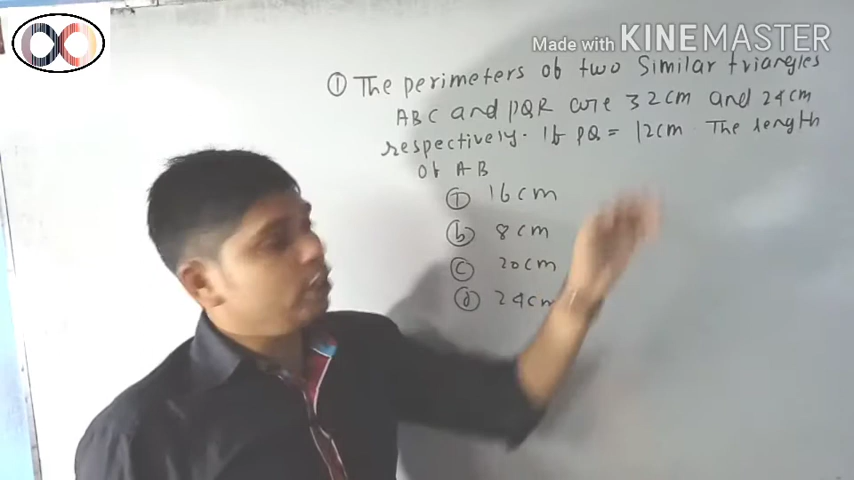 Made with KINEMASTER
① The perimeters of two Similar triangles
ABC and PQR are 32cm and 24cm
respectively. If PQ = 12cm. The length
of AB
ⓐ 16cm
ⓑ 8cm
ⓒ 20cm
ⓓ 24cm